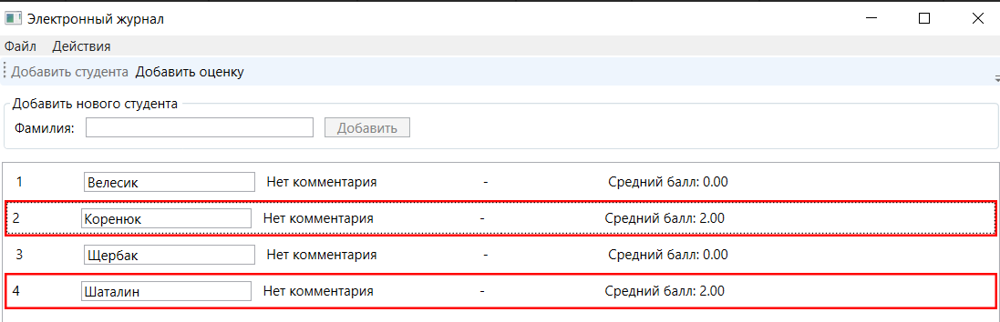 Электронный журнал
Файл Действия
Добавить студента Добавить оценку
Добавить нового студента
Фамилия: Добавить
1 Велесик Нет комментария - Средний балл: 0.00
2 Коренюк Нет комментария - Средний балл: 2.00
3 Щербак Нет комментария - Средний балл: 0.00
4 Шаталин Нет комментария - Средний балл: 2.00